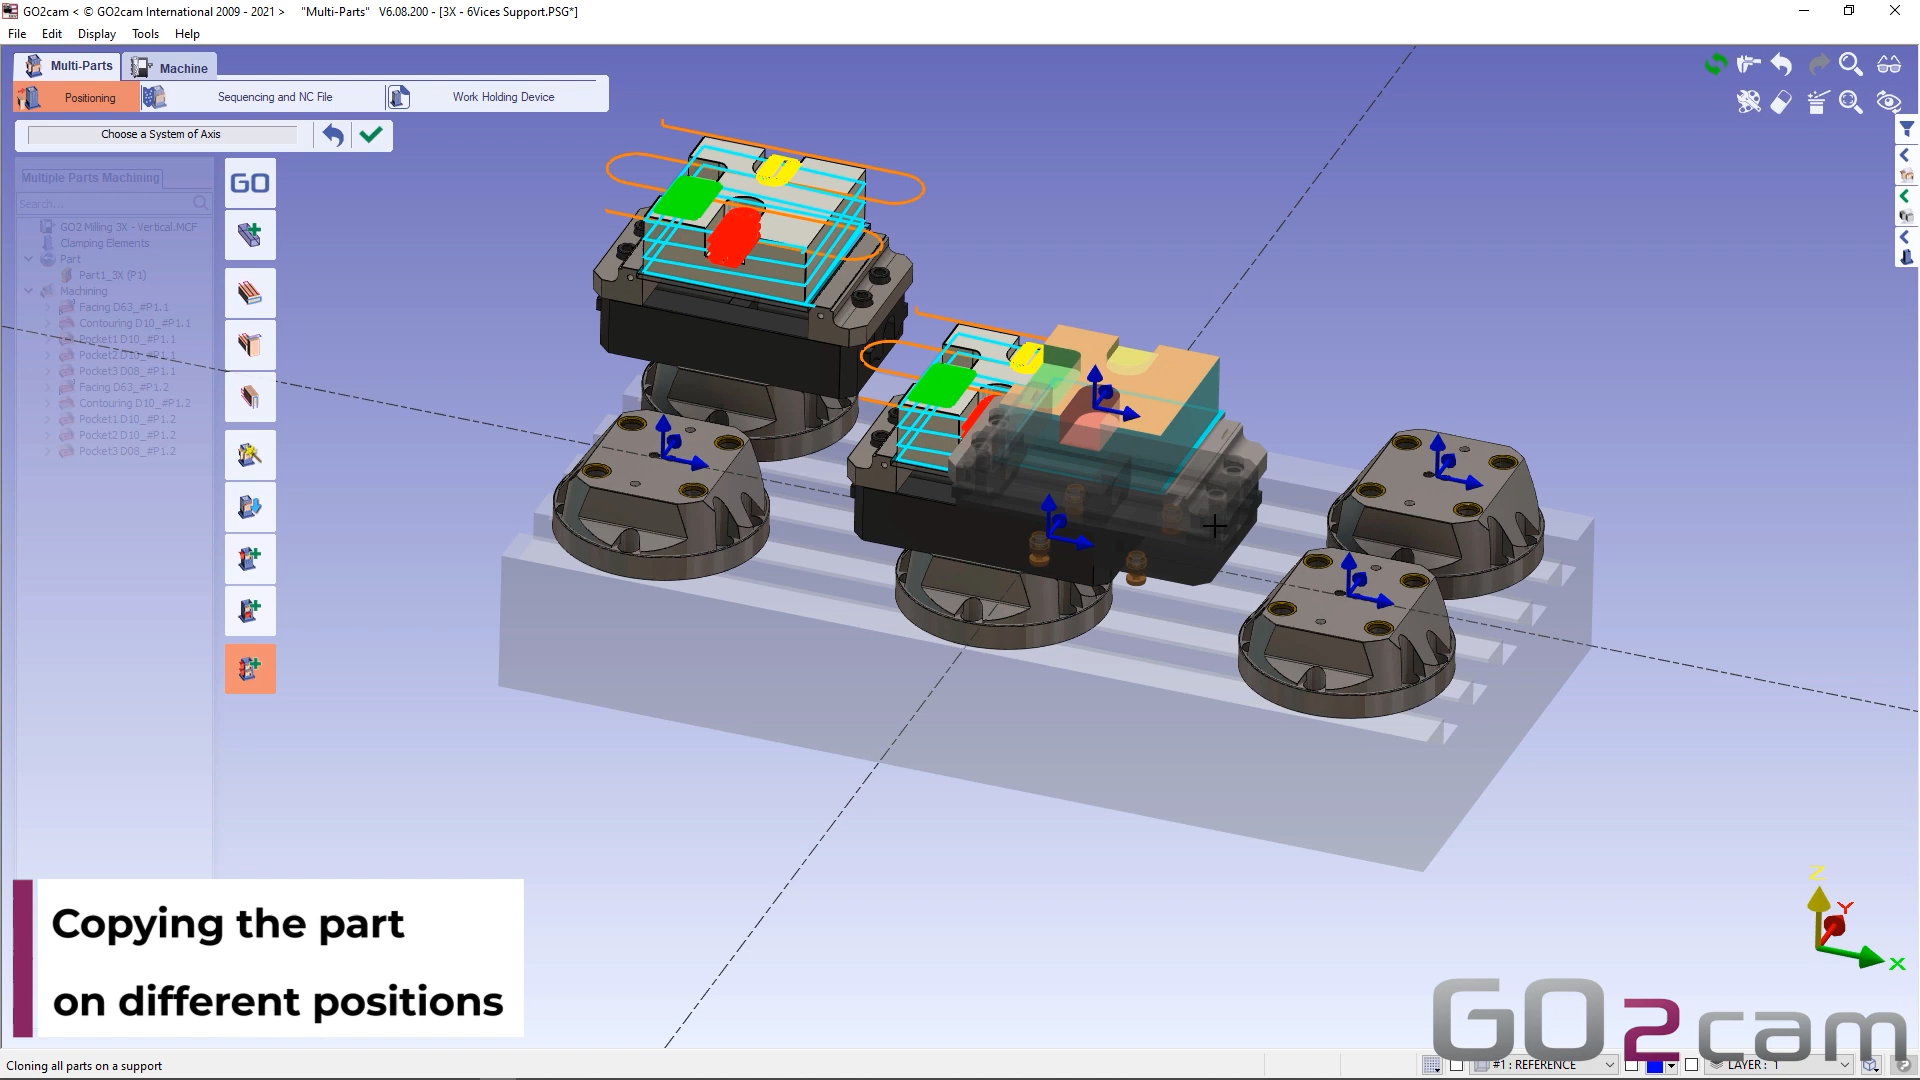 GO2cam < © GO2cam International 2009 - 2021 > "Multi-Parts" V6.08.200 - [3X - 6Vices Support.PSG*]
File Edit Display Tools Help
Multi-Parts Machine
Positioning Sequencing and NC File Work Holding Device
Choose a System of Axis
Multiple Parts Machining
Search...
GO
GO2 Milling 3X - Vertical.MCF
Clamping Elements
Part
Part1_3X (P1)
Machining
Facing D63_#P1.1
Contouring D10_#P1.1
Pocket1 D10_#P1.1
Pocket2 D10_#P1.1
Pocket3 D08_#P1.1
Facing D63_#P1.2
Contouring D10_#P1.2
Pocket1 D10_#P1.2
Pocket2 D10_#P1.2
Pocket3 D08_#P1.2
Z
Y
X
Copying the part
on different positions
GO2cam
Cloning all parts on a support
#1 : REFERENCE
LAYER : 1